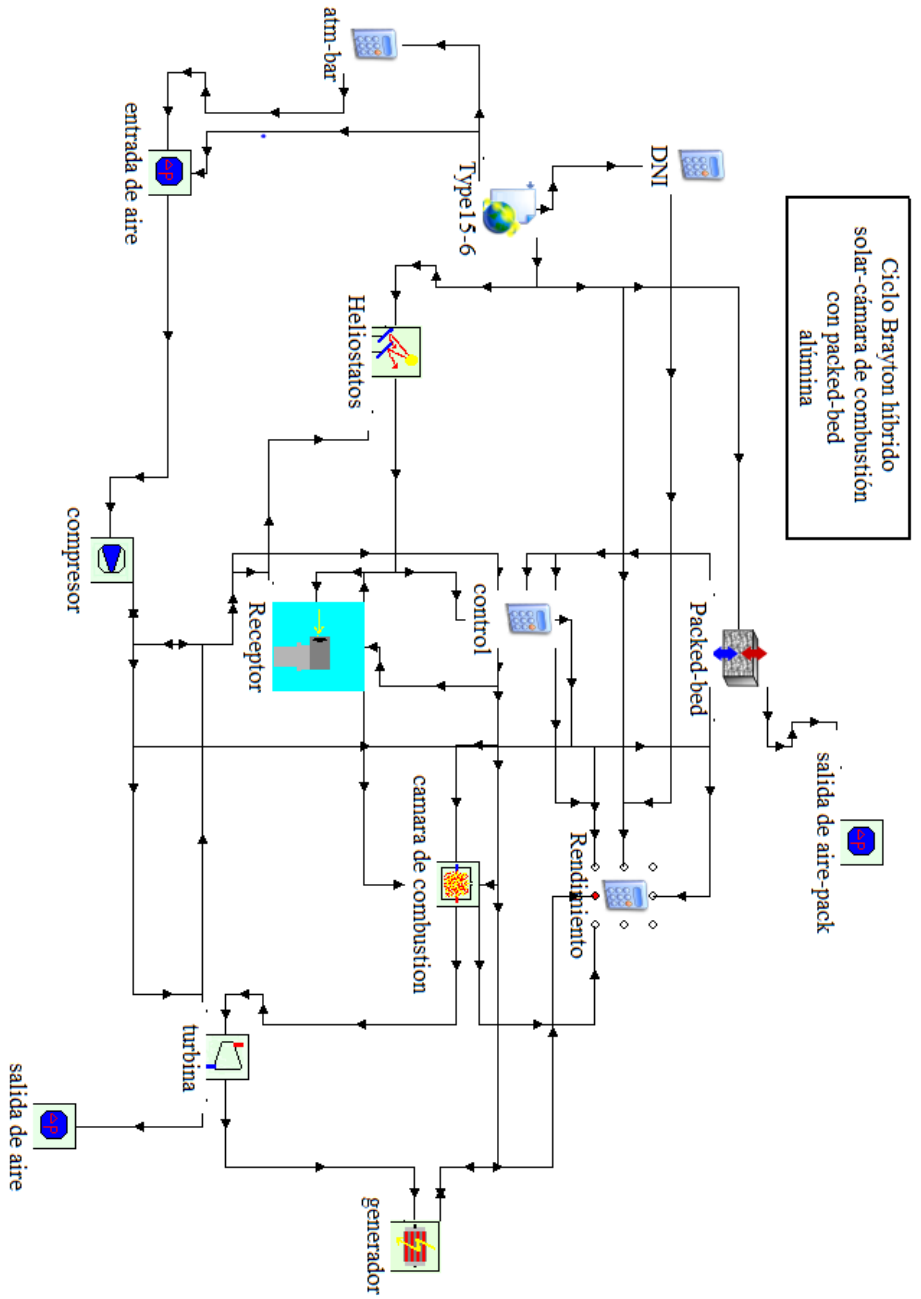 Ciclo Brayton híbrido
solar-cámara de combustión
con packed-bed
alúmina
salida de aire-pack
DNI
Packed-bed
Rendimiento
Type15-6
control
atm-bar
Heliostatos
camara de combustion
generador
Receptor
entrada de aire
compresor
turbina
salida de aire